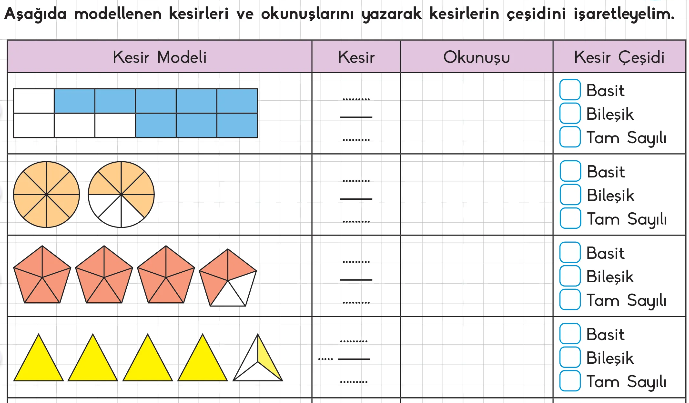 Aşağıda modellenen kesirleri ve okunuşlarını yazarak kesirlerin çeşidini işaretleyelim.
Kesir Modeli Kesir Okunuşu Kesir Çeşidi
Basit
Bileşik
Tam Sayılı
Basit
Bileşik
Tam Sayılı
Basit
Bileşik
Tam Sayılı
Basit
Bileşik
Tam Sayılı